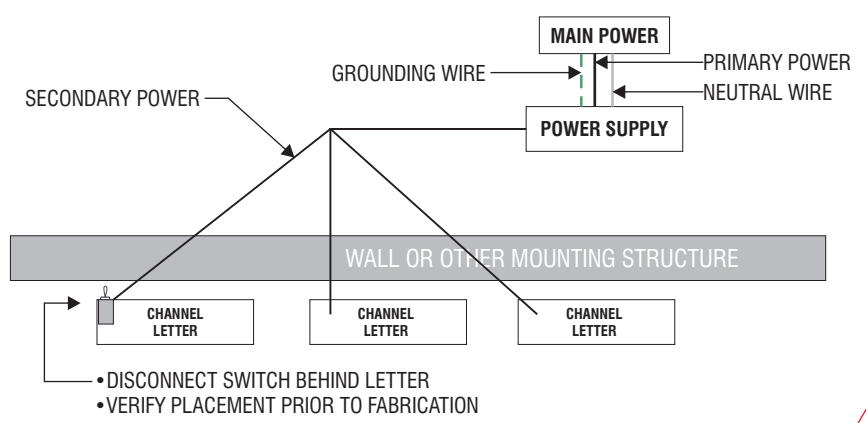 MAIN POWER
GROUNDING WIRE
PRIMARY POWER
NEUTRAL WIRE
SECONDARY POWER
POWER SUPPLY
WALL OR OTHER MOUNTING STRUCTURE
CHANNEL
LETTER
CHANNEL
LETTER
CHANNEL
LETTER
• DISCONNECT SWITCH BEHIND LETTER
• VERIFY PLACEMENT PRIOR TO FABRICATION